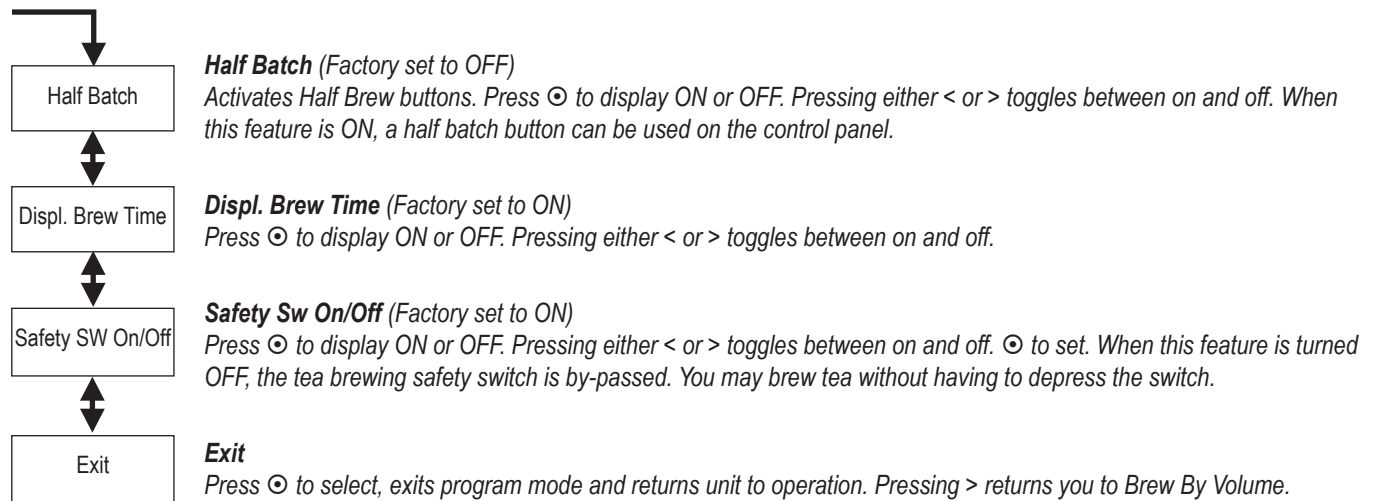 Half Batch
Half Batch (Factory set to OFF)
Activates Half Brew buttons. Press ⊙ to display ON or OFF. Pressing either < or > toggles between on and off. When
this feature is ON, a half batch button can be used on the control panel.
Displ. Brew Time
Displ. Brew Time (Factory set to ON)
Press ⊙ to display ON or OFF. Pressing either < or > toggles between on and off.
Safety SW On/Off
Safety Sw On/Off (Factory set to ON)
Press ⊙ to display ON or OFF. Pressing either < or > toggles between on and off. ⊙ to set. When this feature is turned
OFF, the tea brewing safety switch is by-passed. You may brew tea without having to depress the switch.
Exit
Exit
Press ⊙ to select, exits program mode and returns unit to operation. Pressing > returns you to Brew By Volume.